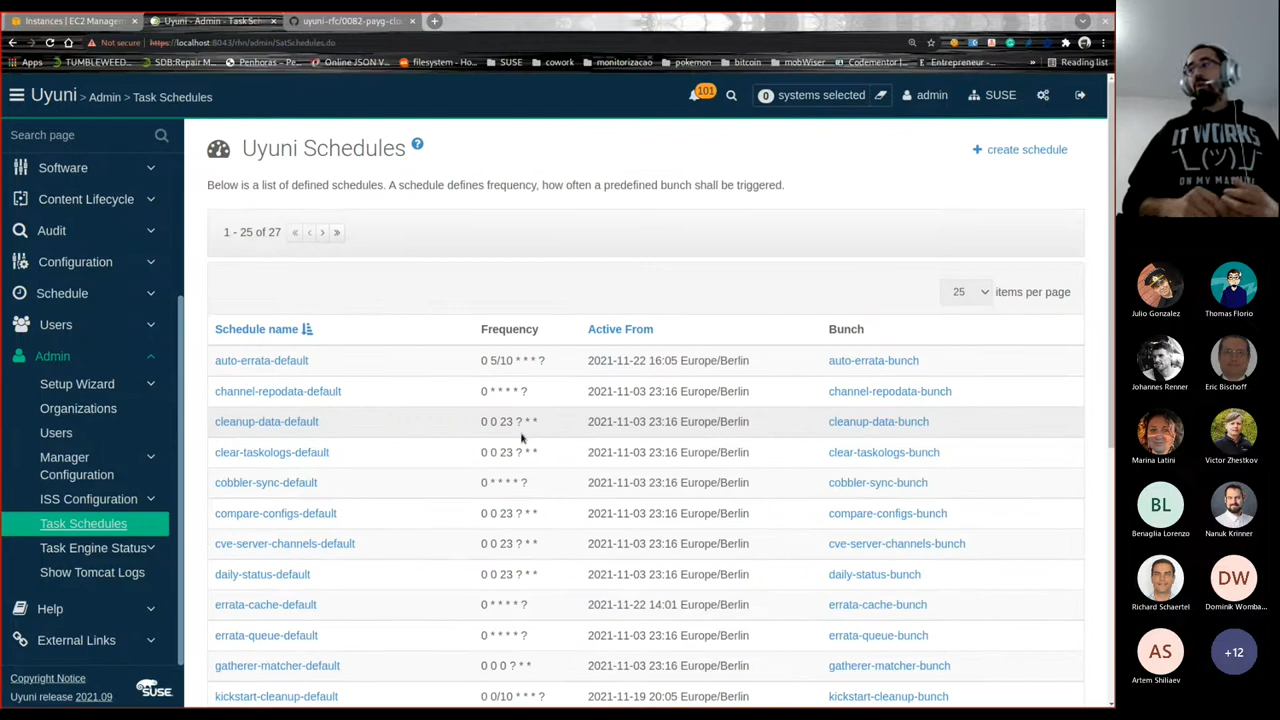 Instances | EC2 Managem
Uyuni - Admin - Task Sche
uyuni-rfc/0082-payg-clo
Not secure https://localhost:8043/rhn/admin/SatSchedules.do
Apps TUMBLEWEED... SDB:Repair M... Penhoras - Pe... Online JSON V... filesystem - Ho... SUSE cowork monitorizacao pokemon bitcoin mobWiser Codementor |... Entrepreneur -... » Reading list
Uyuni > Admin > Task Schedules
101
0 systems selected
admin
SUSE
Search page
Software
Content Lifecycle
Audit
Configuration
Schedule
Users
Admin
Setup Wizard
Organizations
Users
Manager
Configuration
ISS Configuration
Task Schedules
Task Engine Status
Show Tomcat Logs
Help
External Links
Copyright Notice
Uyuni release 2021.09
SUSE
Uyuni Schedules ?
+ create schedule
Below is a list of defined schedules. A schedule defines frequency, how often a predefined bunch shall be triggered.
1 - 25 of 27
25 items per page
Schedule name Frequency Active From Bunch
auto-errata-default 0 5/10 * * * ? 2021-11-22 16:05 Europe/Berlin auto-errata-bunch
channel-repodata-default 0 * * * * ? 2021-11-03 23:16 Europe/Berlin channel-repodata-bunch
cleanup-data-default 0 0 23 ? * * 2021-11-03 23:16 Europe/Berlin cleanup-data-bunch
clear-taskologs-default 0 0 23 ? * * 2021-11-03 23:16 Europe/Berlin clear-taskologs-bunch
cobbler-sync-default 0 * * * * ? 2021-11-03 23:16 Europe/Berlin cobbler-sync-bunch
compare-configs-default 0 0 23 ? * * 2021-11-03 23:16 Europe/Berlin compare-configs-bunch
cve-server-channels-default 0 0 23 ? * * 2021-11-03 23:16 Europe/Berlin cve-server-channels-bunch
daily-status-default 0 0 23 ? * * 2021-11-03 23:16 Europe/Berlin daily-status-bunch
errata-cache-default 0 * * * * ? 2021-11-22 14:01 Europe/Berlin errata-cache-bunch
errata-queue-default 0 * * * * ? 2021-11-03 23:16 Europe/Berlin errata-queue-bunch
gatherer-matcher-default 0 0 0 ? * * 2021-11-03 23:16 Europe/Berlin gatherer-matcher-bunch
kickstart-cleanup-default 0 0/10 * * * ? 2021-11-19 20:05 Europe/Berlin kickstart-cleanup-bunch
IT WORKS
¯\_(ツ)_/¯
ON MY MACHINE
Julio Gonzalez
Thomas Florio
Johannes Renner
Eric Bischoff
Marina Latini
Victor Zhestkov
BL
Benaglia Lorenzo
Nanuk Krinner
Richard Schaertel
DW
Dominik Womba...
AS
Artem Shiliaev
+12